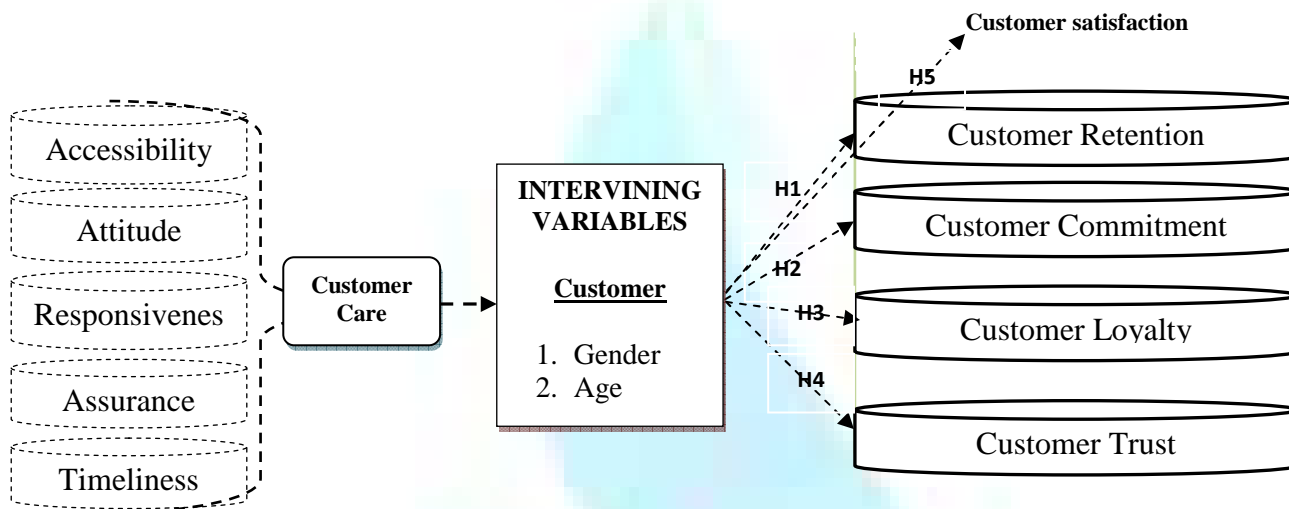 Accessibility
Attitude
Responsivenes
Assurance
Timeliness
Customer
Care
INTERVINING
VARIABLES
Customer
1. Gender
2. Age
H1
H2
H3
H4
H5
Customer satisfaction
Customer Retention
Customer Commitment
Customer Loyalty
Customer Trust